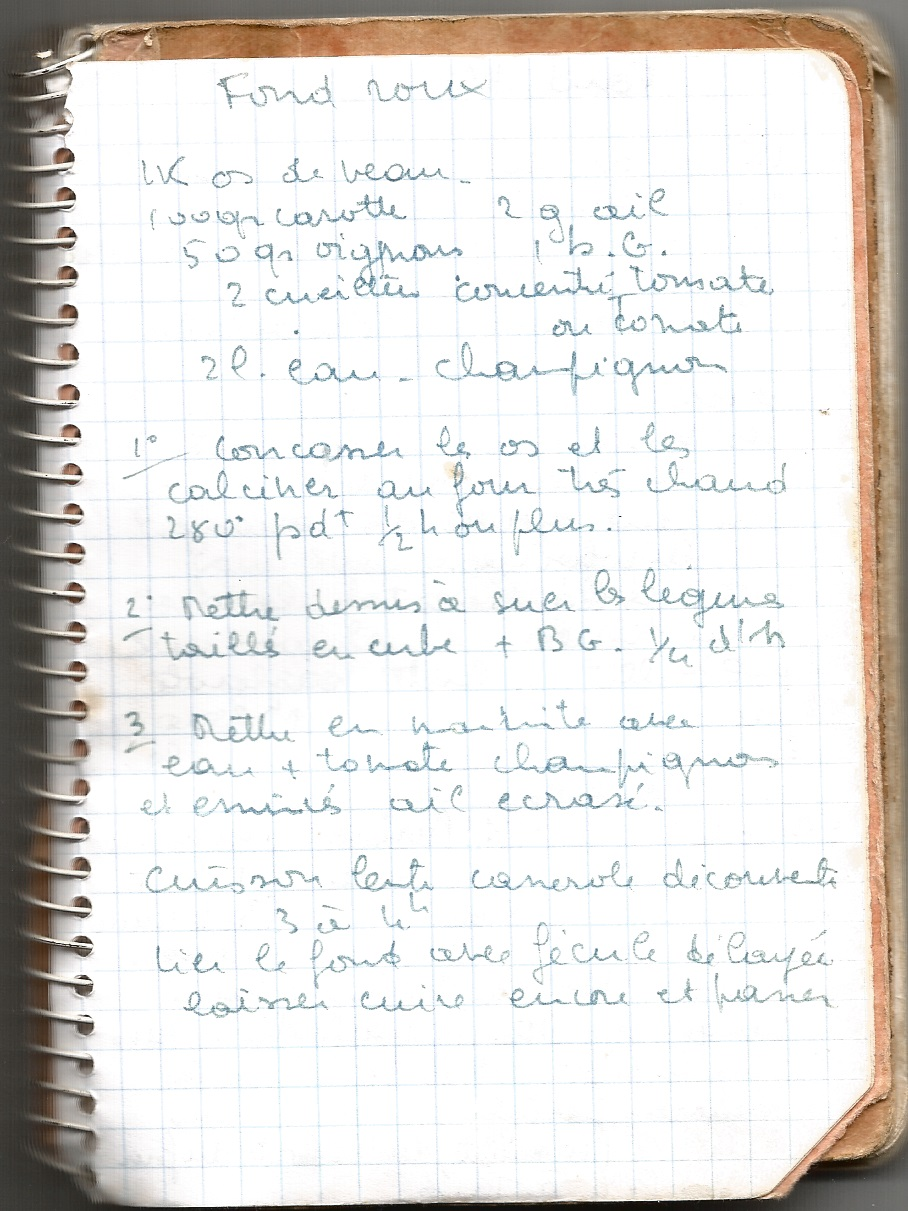 Fond roux
1K os de veau.
100gr carotte 2 g ail
50 gr oignons 1 b. G.
2 cueillers concentré tomate
ou tomate
2l. eau - champignon
1° Concasser les os et les
calciner au four très chaud
280° pdt 1/2 h ou plus.
2° Mettre dessus à suer les légumes
taillés en cube + BG. 1/4 d'h
3 Mettre en marmite avec
eau + tomate champignons
et eminés ail ecrasé.
Cuisson lente casserole découverte
3 à 4h
Lier le fond avec fécule délayée
laisser cuire encore et passer